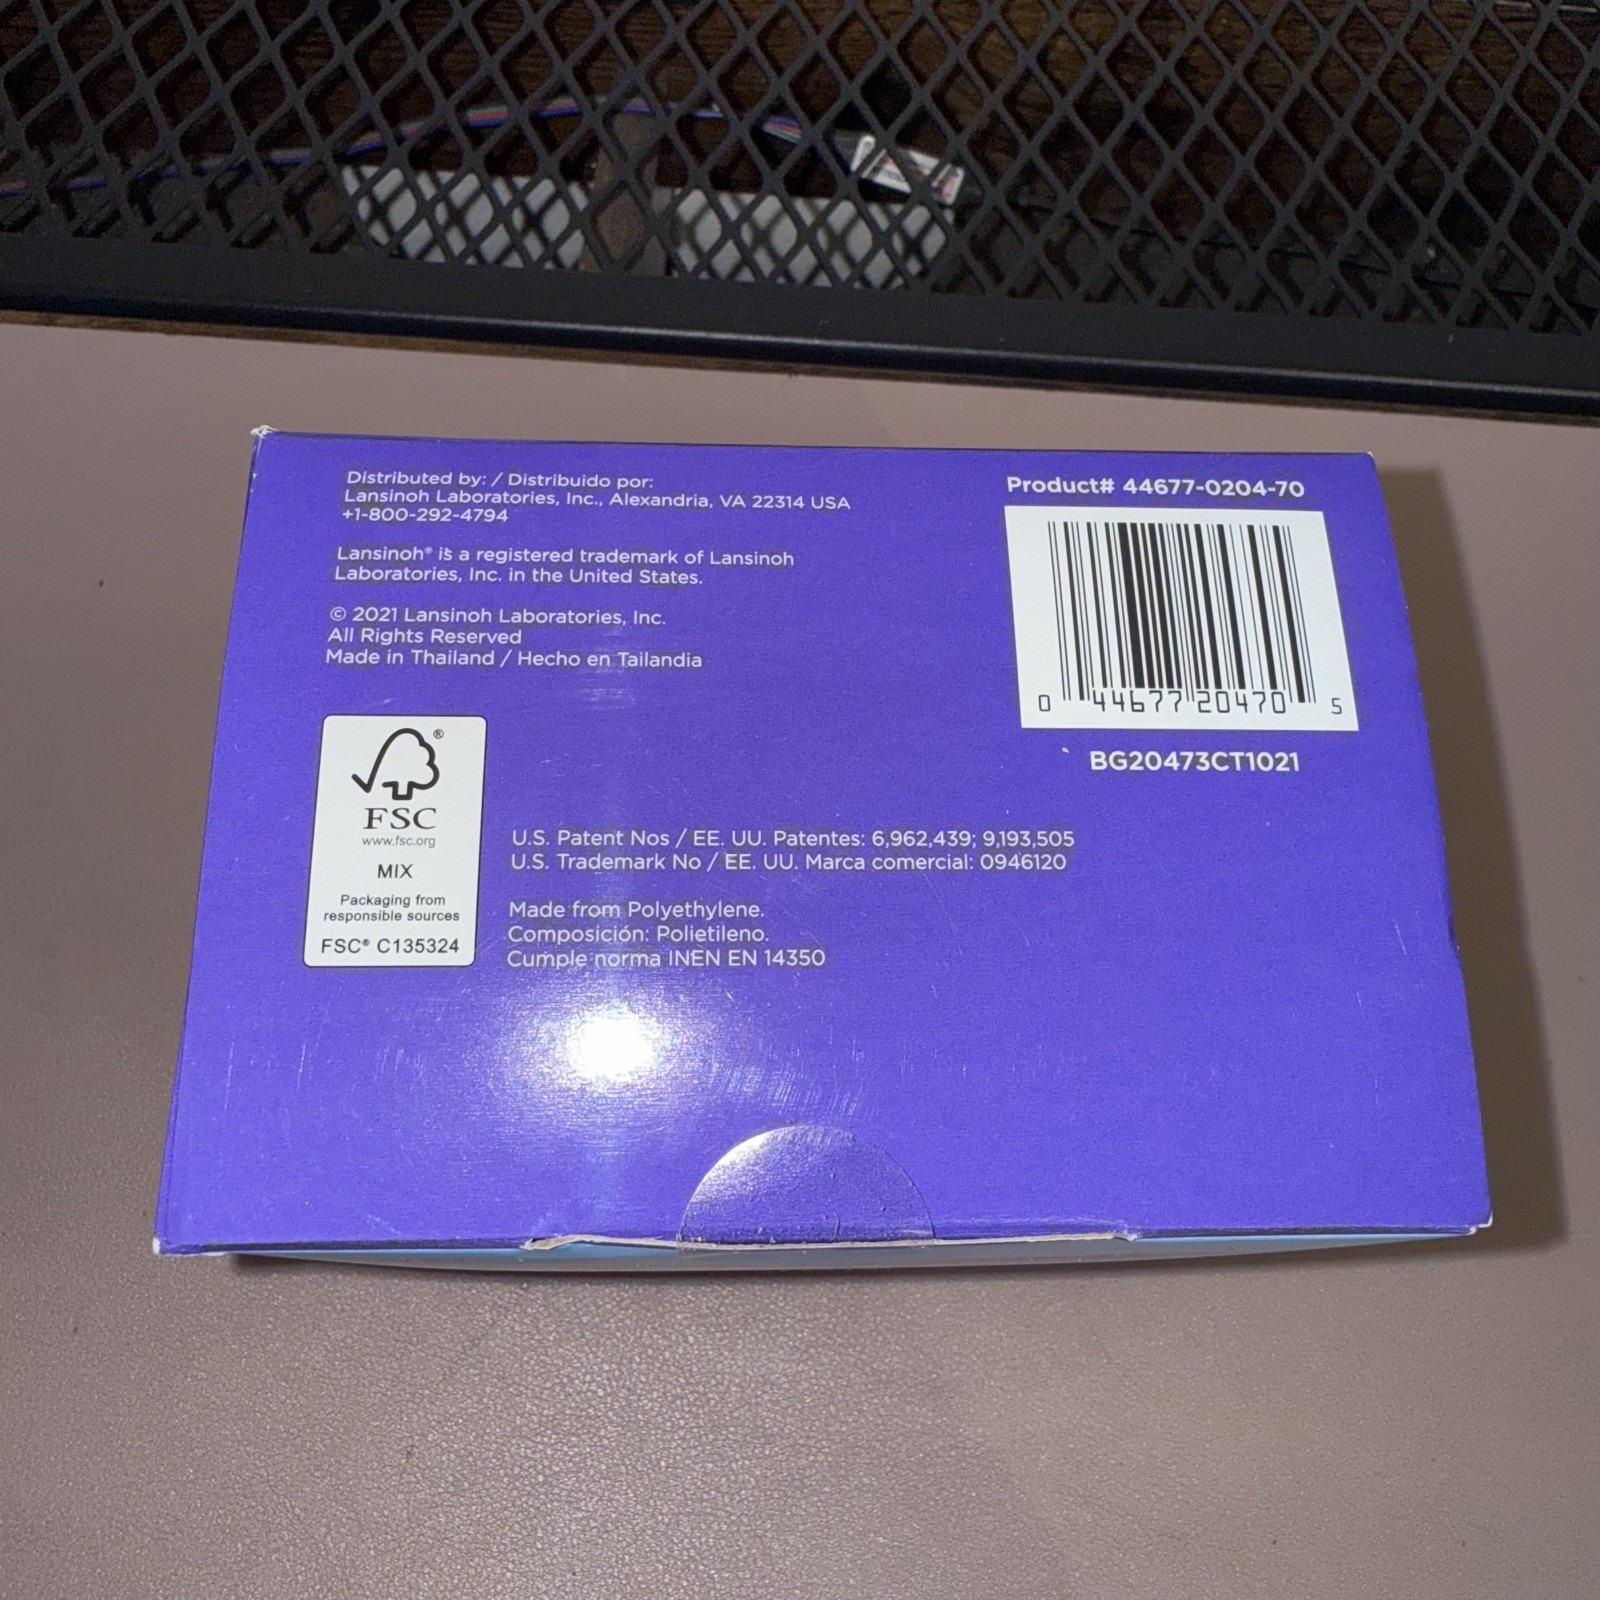 Distributed by: / Distribuido por:
Lansinoh Laboratories, Inc., Alexandria, VA 22314 USA
+1-800-292-4794
Lansinoh® is a registered trademark of Lansinoh
Laboratories, Inc. in the United States.
© 2021 Lansinoh Laboratories, Inc.
All Rights Reserved
Made in Thailand / Hecho en Tailandia
Product# 44677-0204-70
0 44677 20470 5
BG20473CT1021
®
FSC
www.fsc.org
MIX
Packaging from
responsible sources
FSC® C135324
U.S. Patent Nos / EE. UU. Patentes: 6,962,439; 9,193,505
U.S. Trademark No / EE. UU. Marca comercial: 0946120
Made from Polyethylene.
Composición: Polietileno.
Cumple norma INEN EN 14350